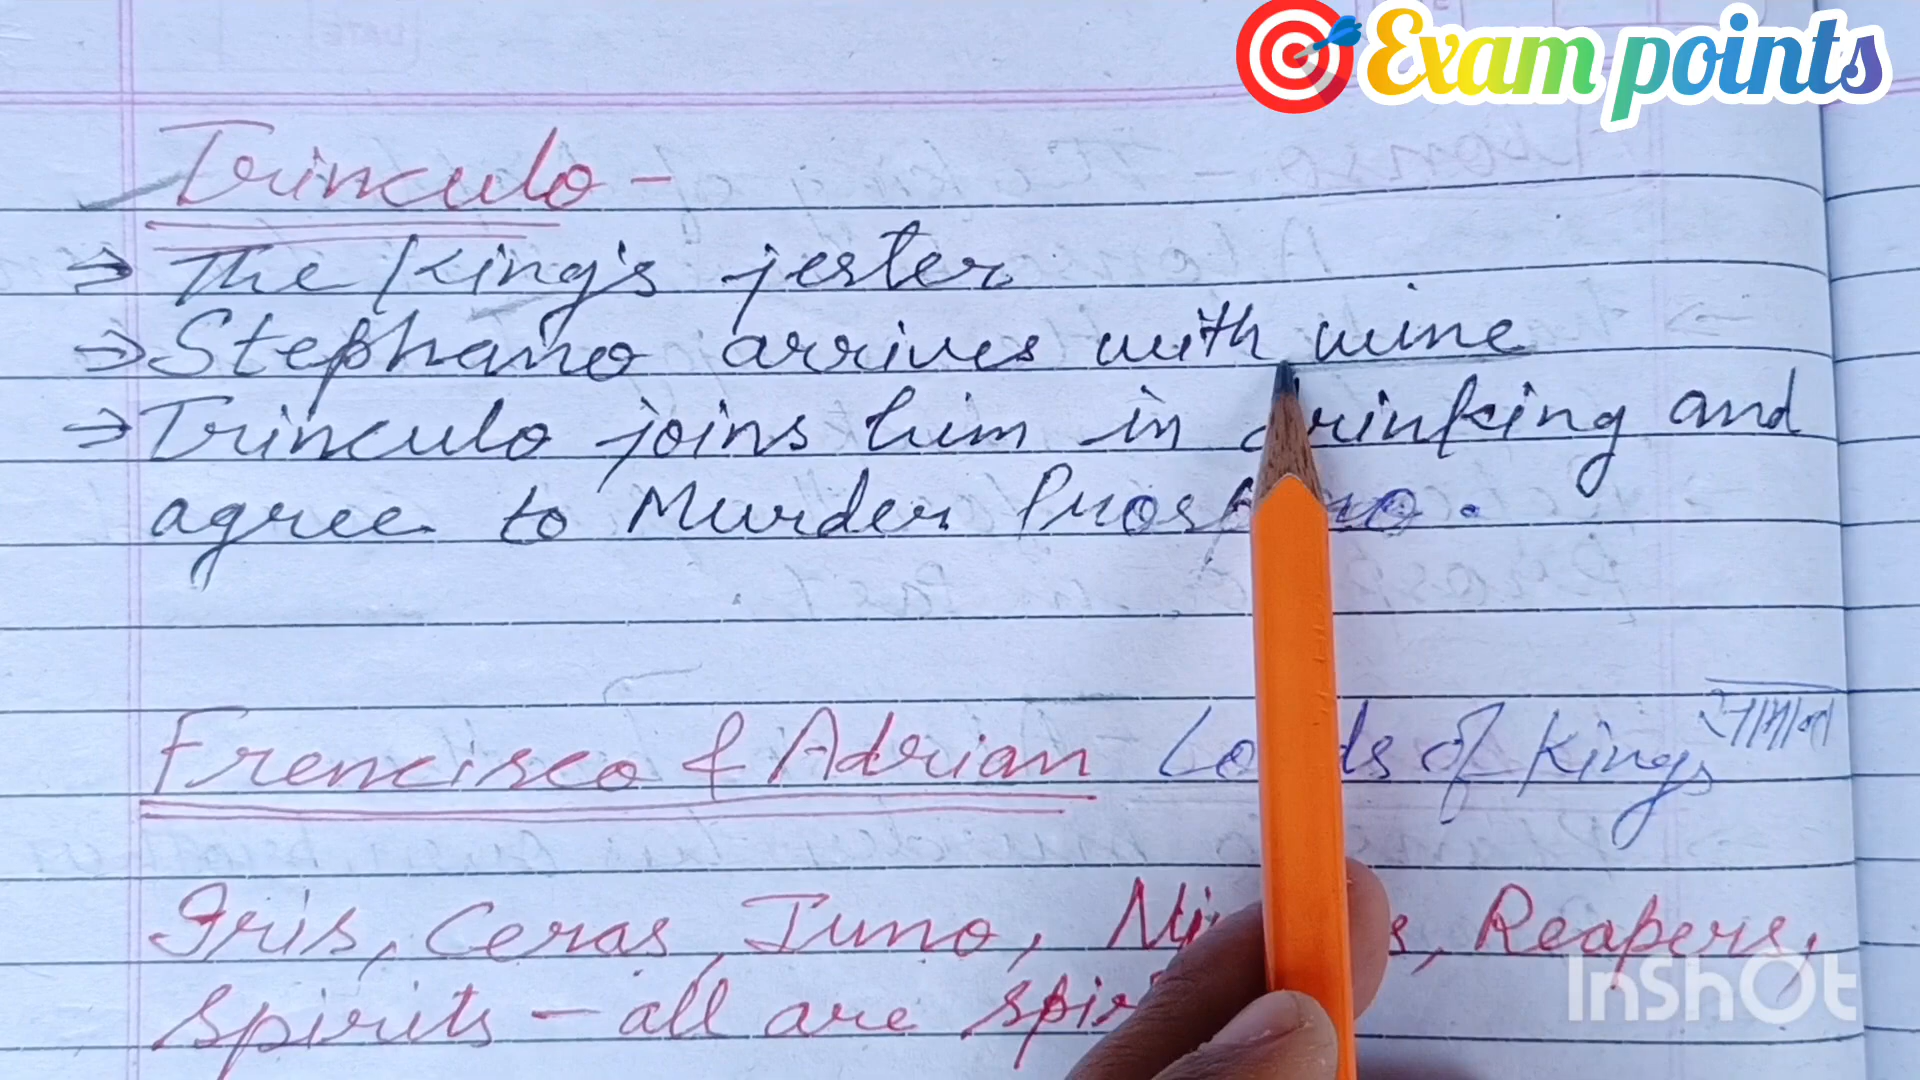 Exam points
Trinculo -
→ The King's jester
→ Stephano arrives with wine
→ Trinculo joins him in drinking and
agree to Murder
Frencisco & Adrian Lords of Kings
Iris, Ceras, Juno, Reapers,
spirits - all are
InShOt